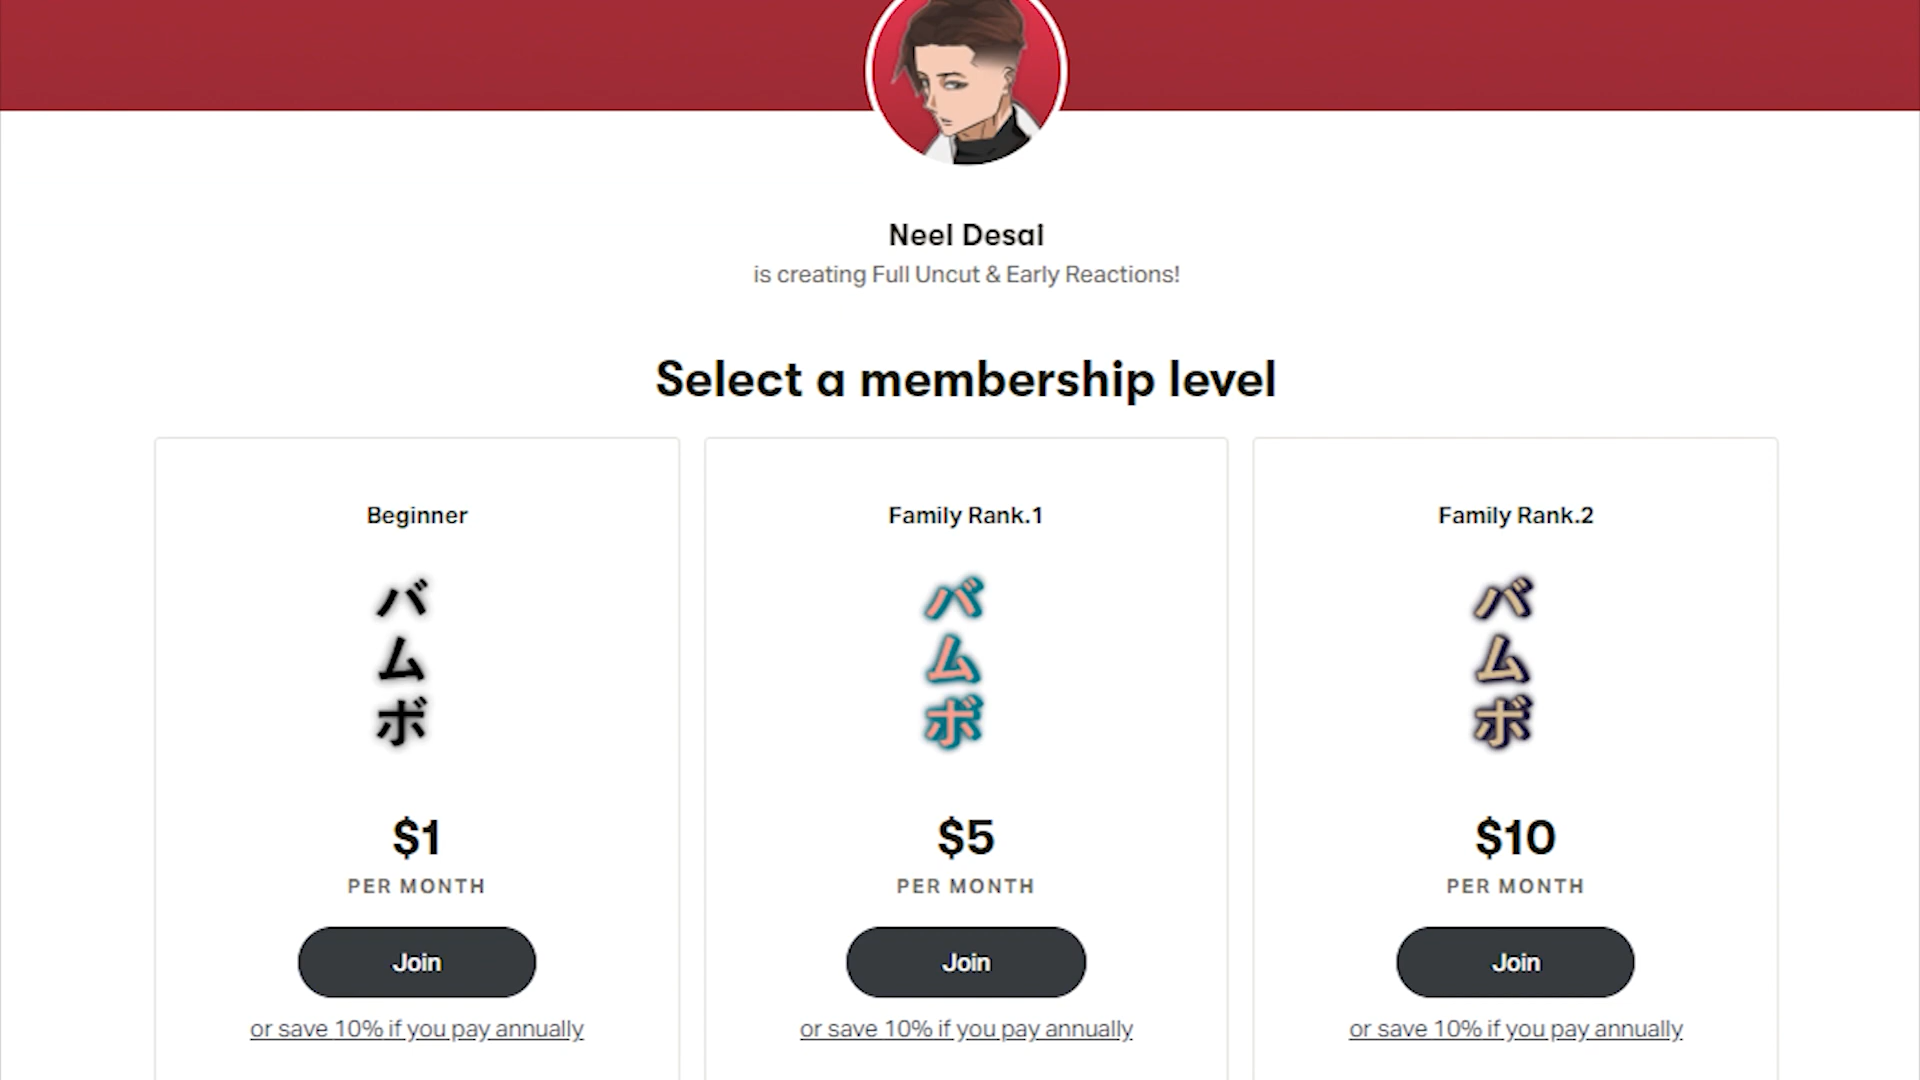 Neel Desai
is creating Full Uncut & Early Reactions!
Select a membership level
Beginner
バムボ
$1
PER MONTH
Join
or save 10% if you pay annually
Family Rank.1
バムボ
$5
PER MONTH
Join
or save 10% if you pay annually
Family Rank.2
バムボ
$10
PER MONTH
Join
or save 10% if you pay annually